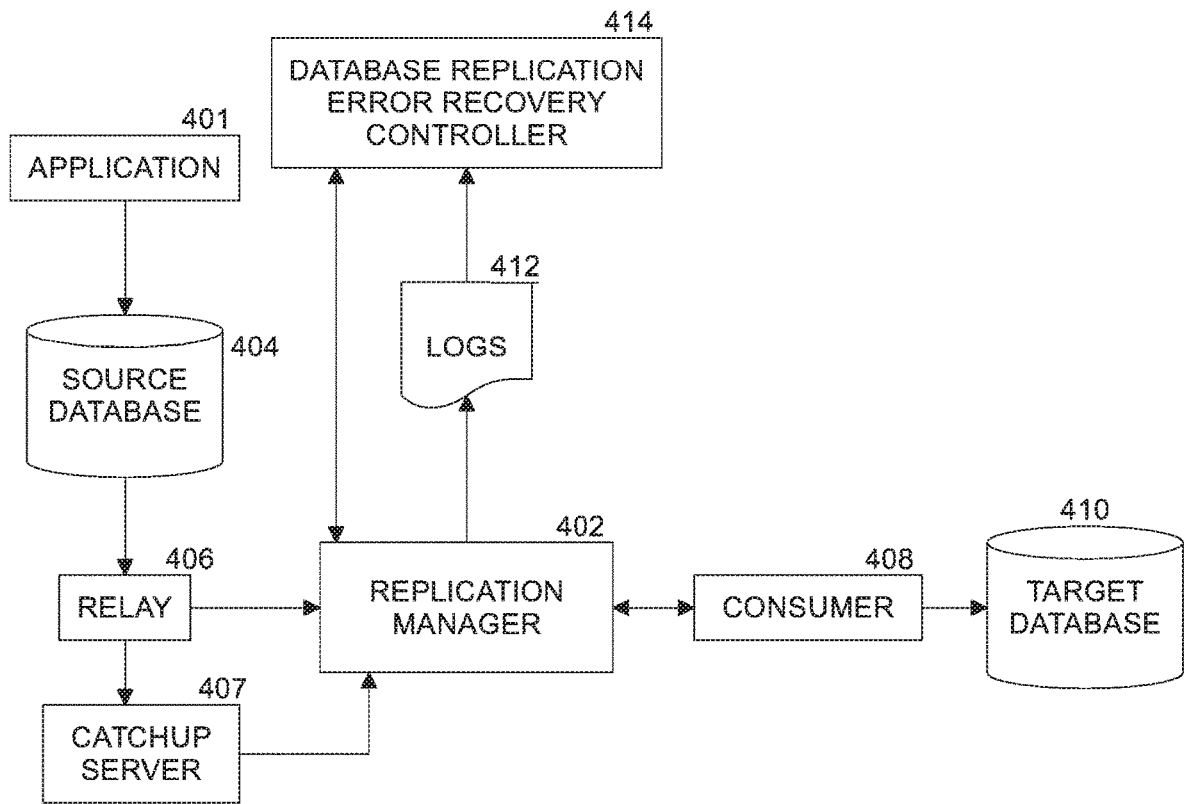 414
DATABASE REPLICATION
ERROR RECOVERY
CONTROLLER
401
APPLICATION
412
LOGS
404
SOURCE
DATABASE
402
REPLICATION
MANAGER
406
RELAY
408
CONSUMER
410
TARGET
DATABASE
407
CATCHUP
SERVER